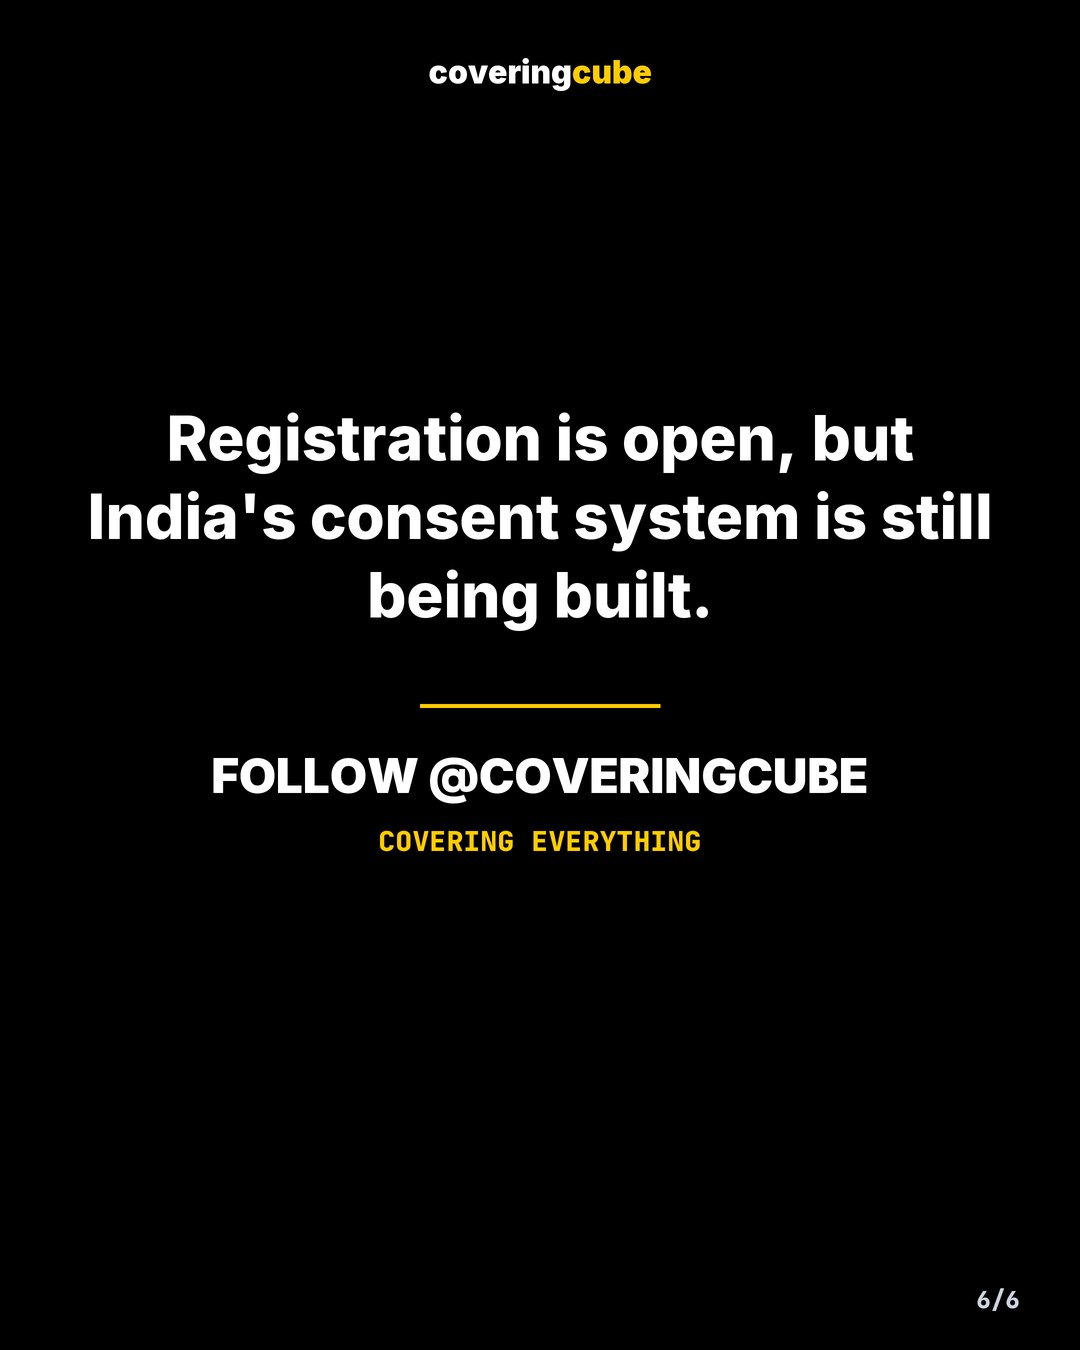 coveringcube
Registration is open, but
India's consent system is still
being built.
FOLLOW @COVERINGCUBE
COVERING EVERYTHING
6/6